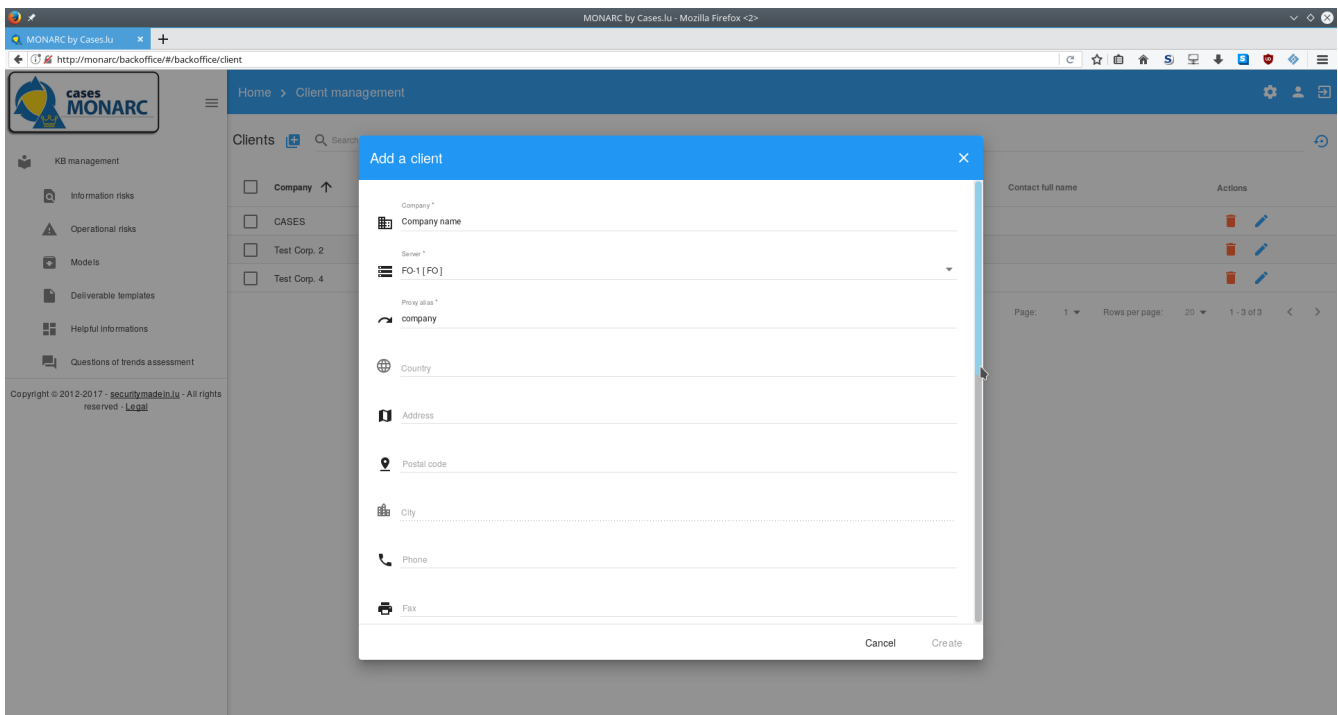 MONARC by Cases.lu - Mozilla Firefox <2>
MONARC by Cases.lu
http://monarc/backoffice/#/backoffice/client
cases
MONARC
Home > Client management
Clients
Search
KB management
Information risks
Operational risks
Models
Deliverable templates
Helpful informations
Questions of trends assessment
Copyright © 2012-2017 - securitymadein.lu - All rights
reserved - Legal
Company
Contact full name
Actions
CASES
Test Corp. 2
Test Corp. 4
Page: 1 Rows per page: 20 1 - 3 of 3
Add a client
Company *
Company name
Server *
FO-1 [ FO ]
Proxy alias *
company
Country
Address
Postal code
City
Phone
Fax
Cancel
Create